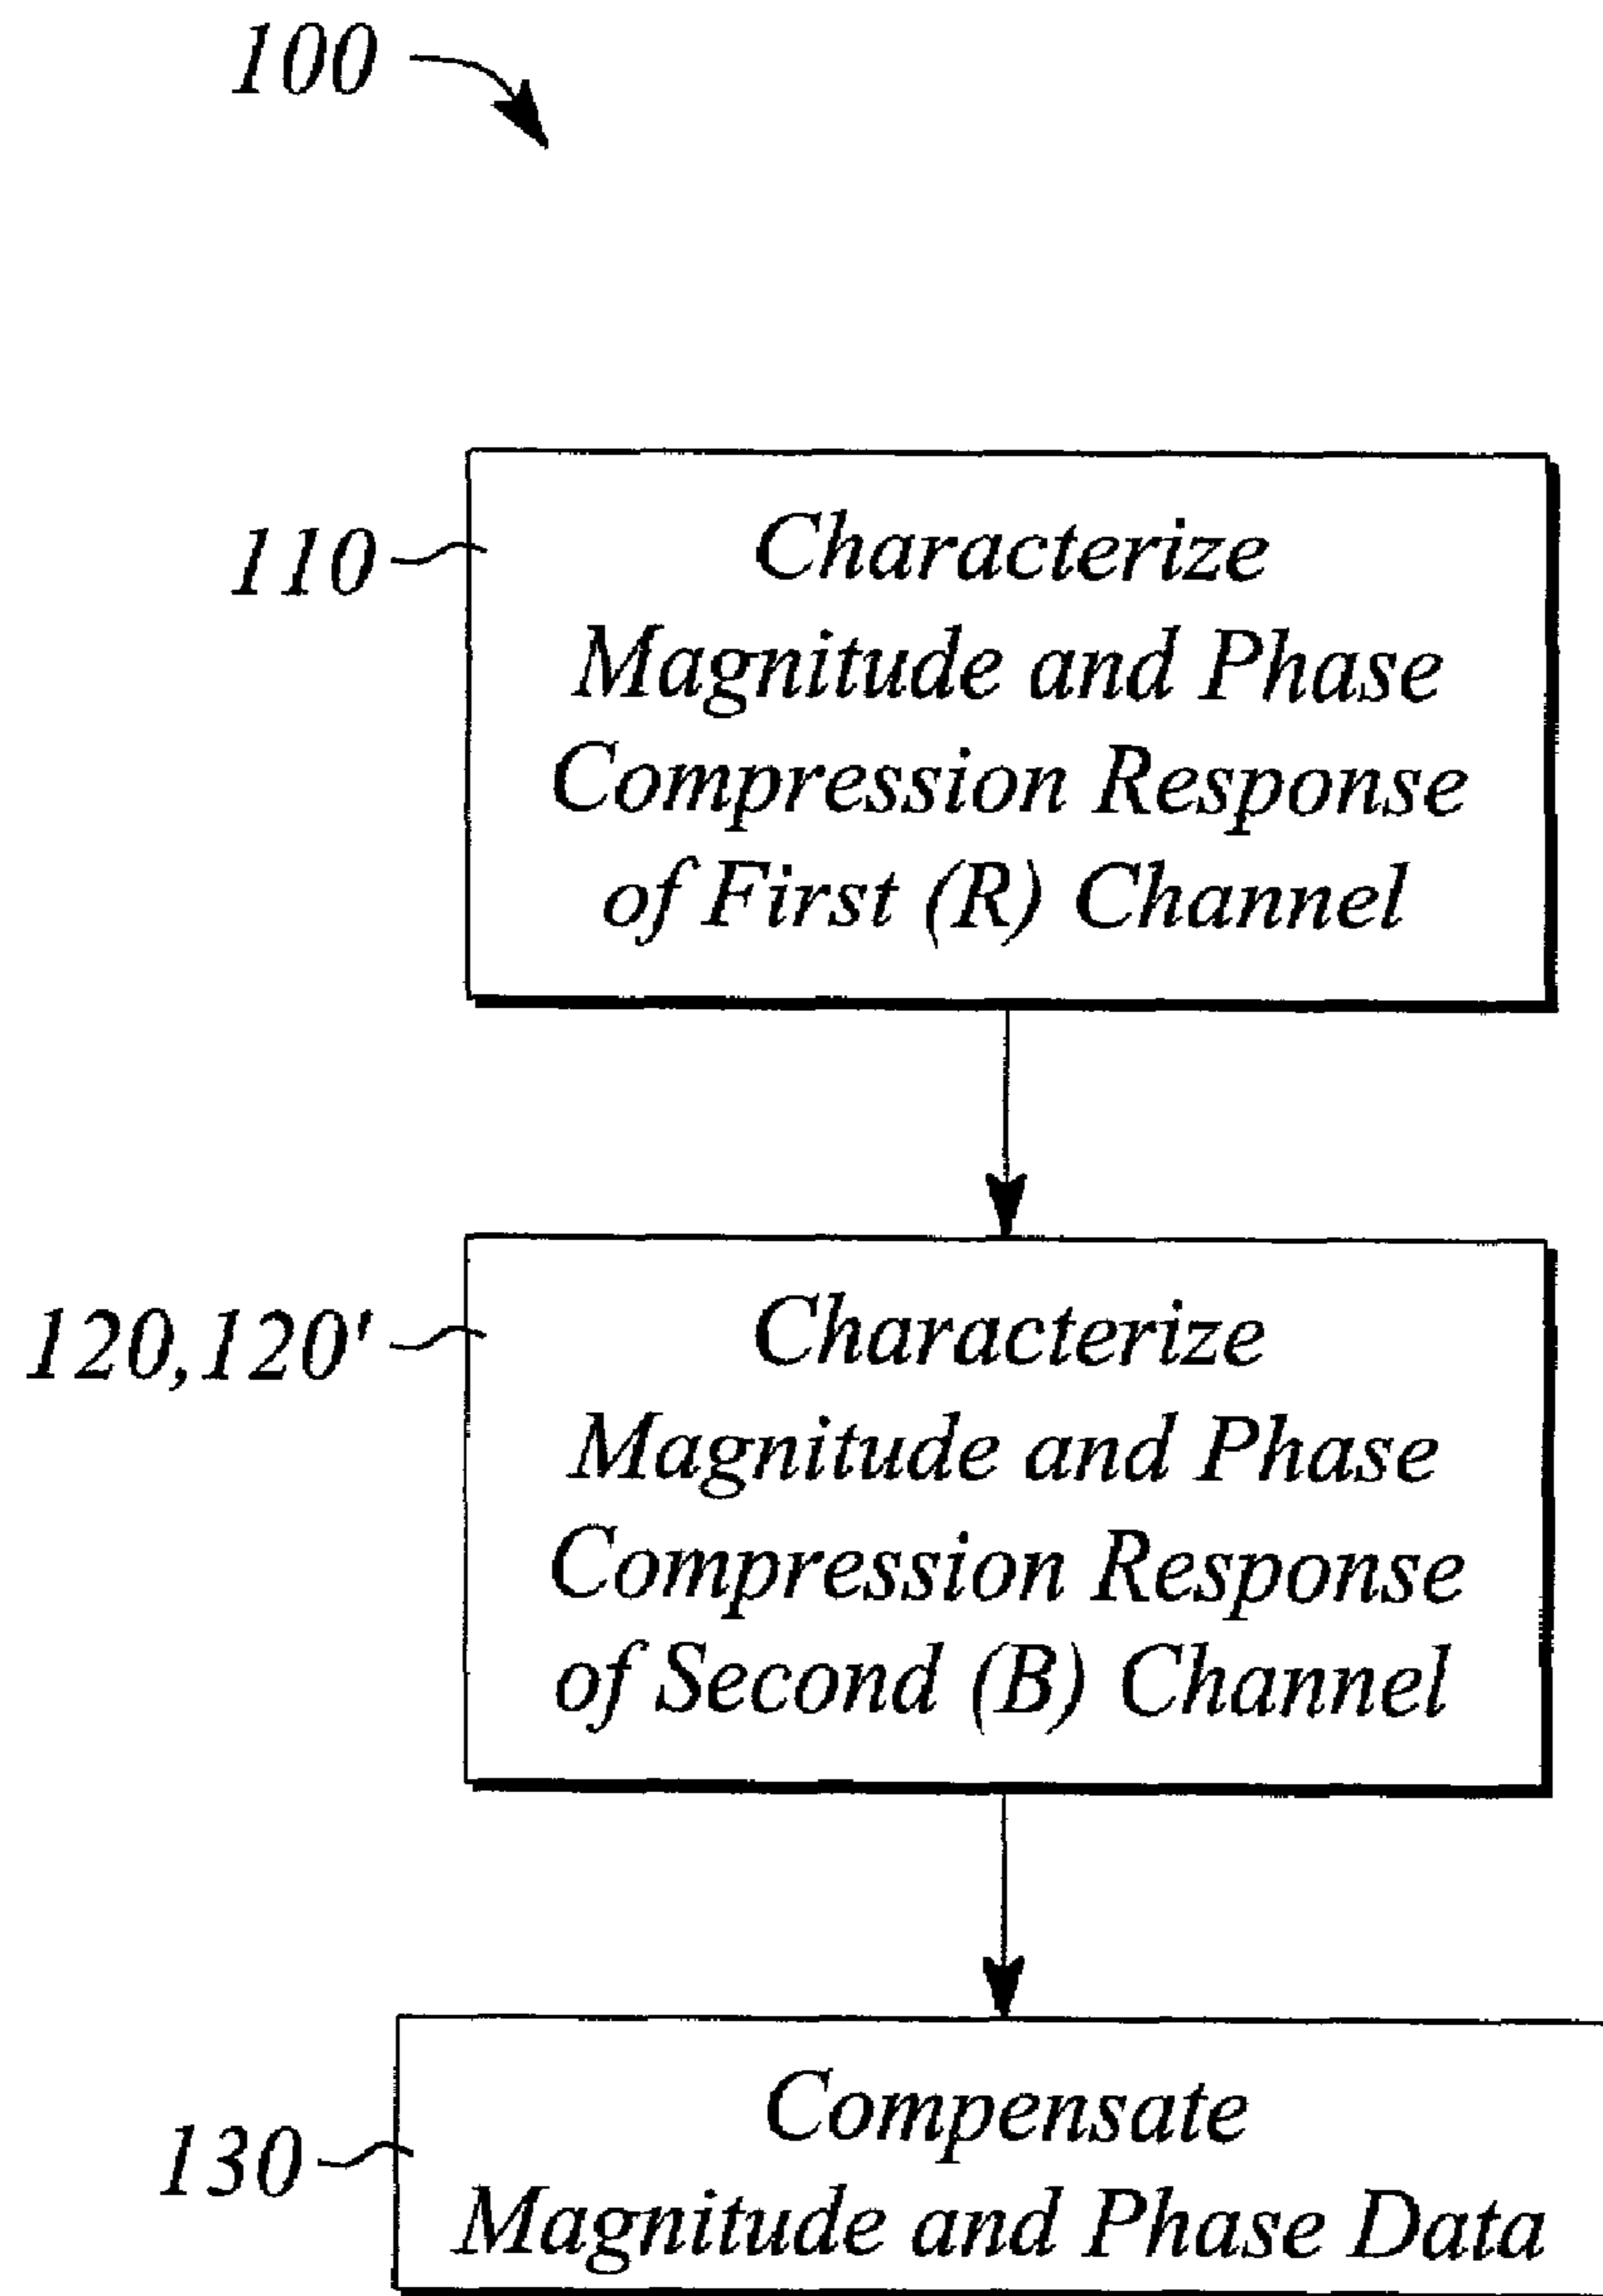 100
110
Characterize
Magnitude and Phase
Compression Response
of First (R) Channel
120,120'
Characterize
Magnitude and Phase
Compression Response
of Second (B) Channel
130
Compensate
Magnitude and Phase Data